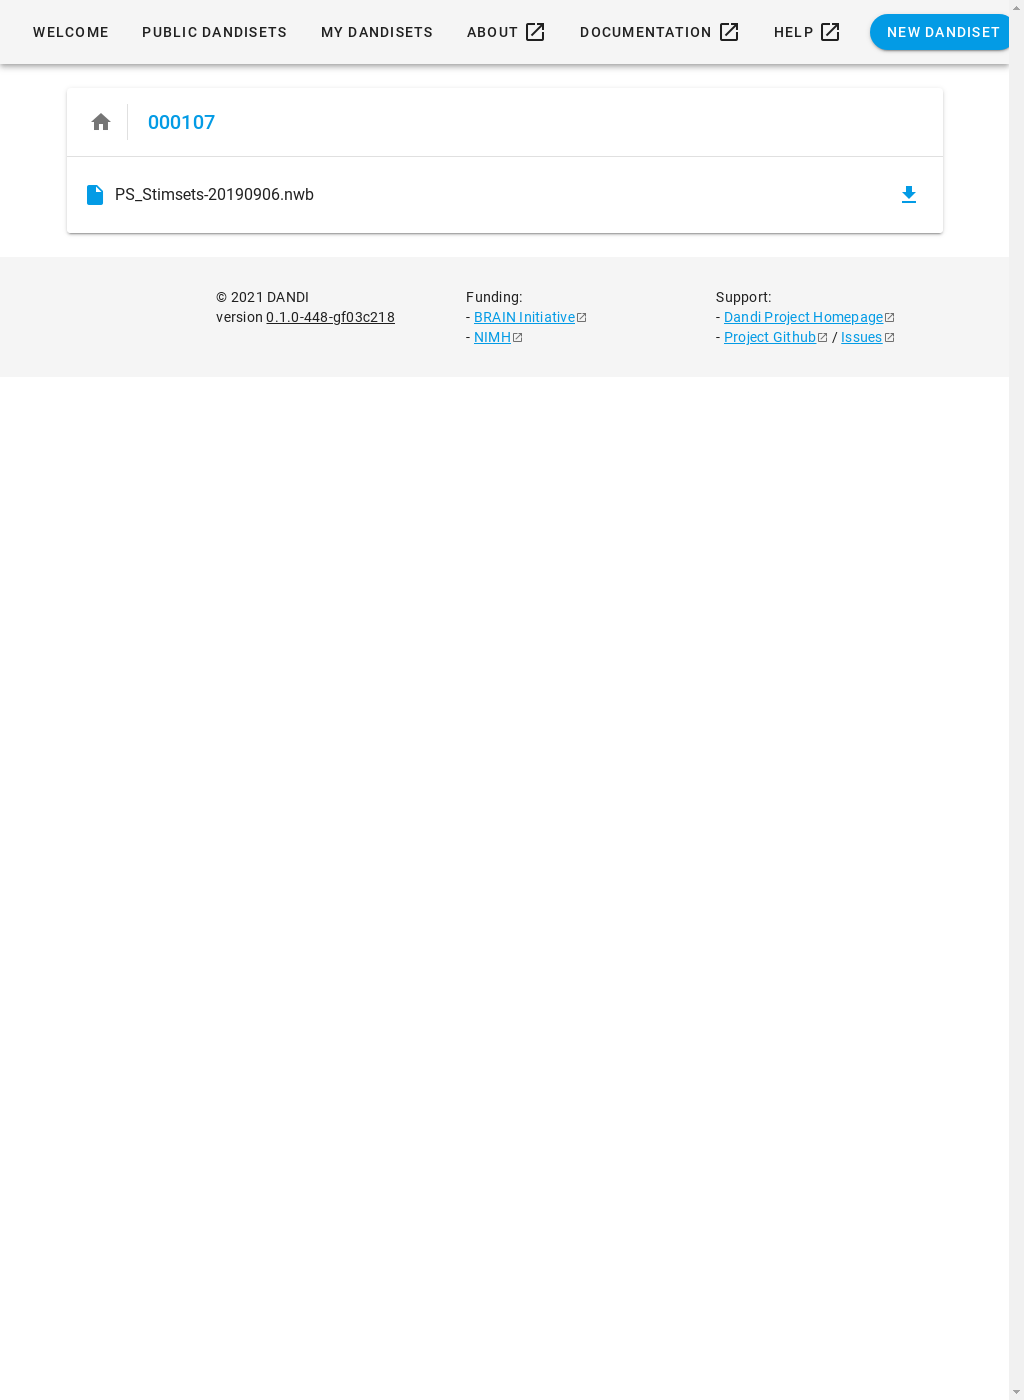 WELCOME PUBLIC DANDISETS MY DANDISETS ABOUT DOCUMENTATION HELP NEW DANDISET
000107
PS_Stimsets-20190906.nwb
© 2021 DANDI
version 0.1.0-448-gf03c218
Funding:
- BRAIN Initiative
- NIMH
Support:
- Dandi Project Homepage
- Project Github / Issues